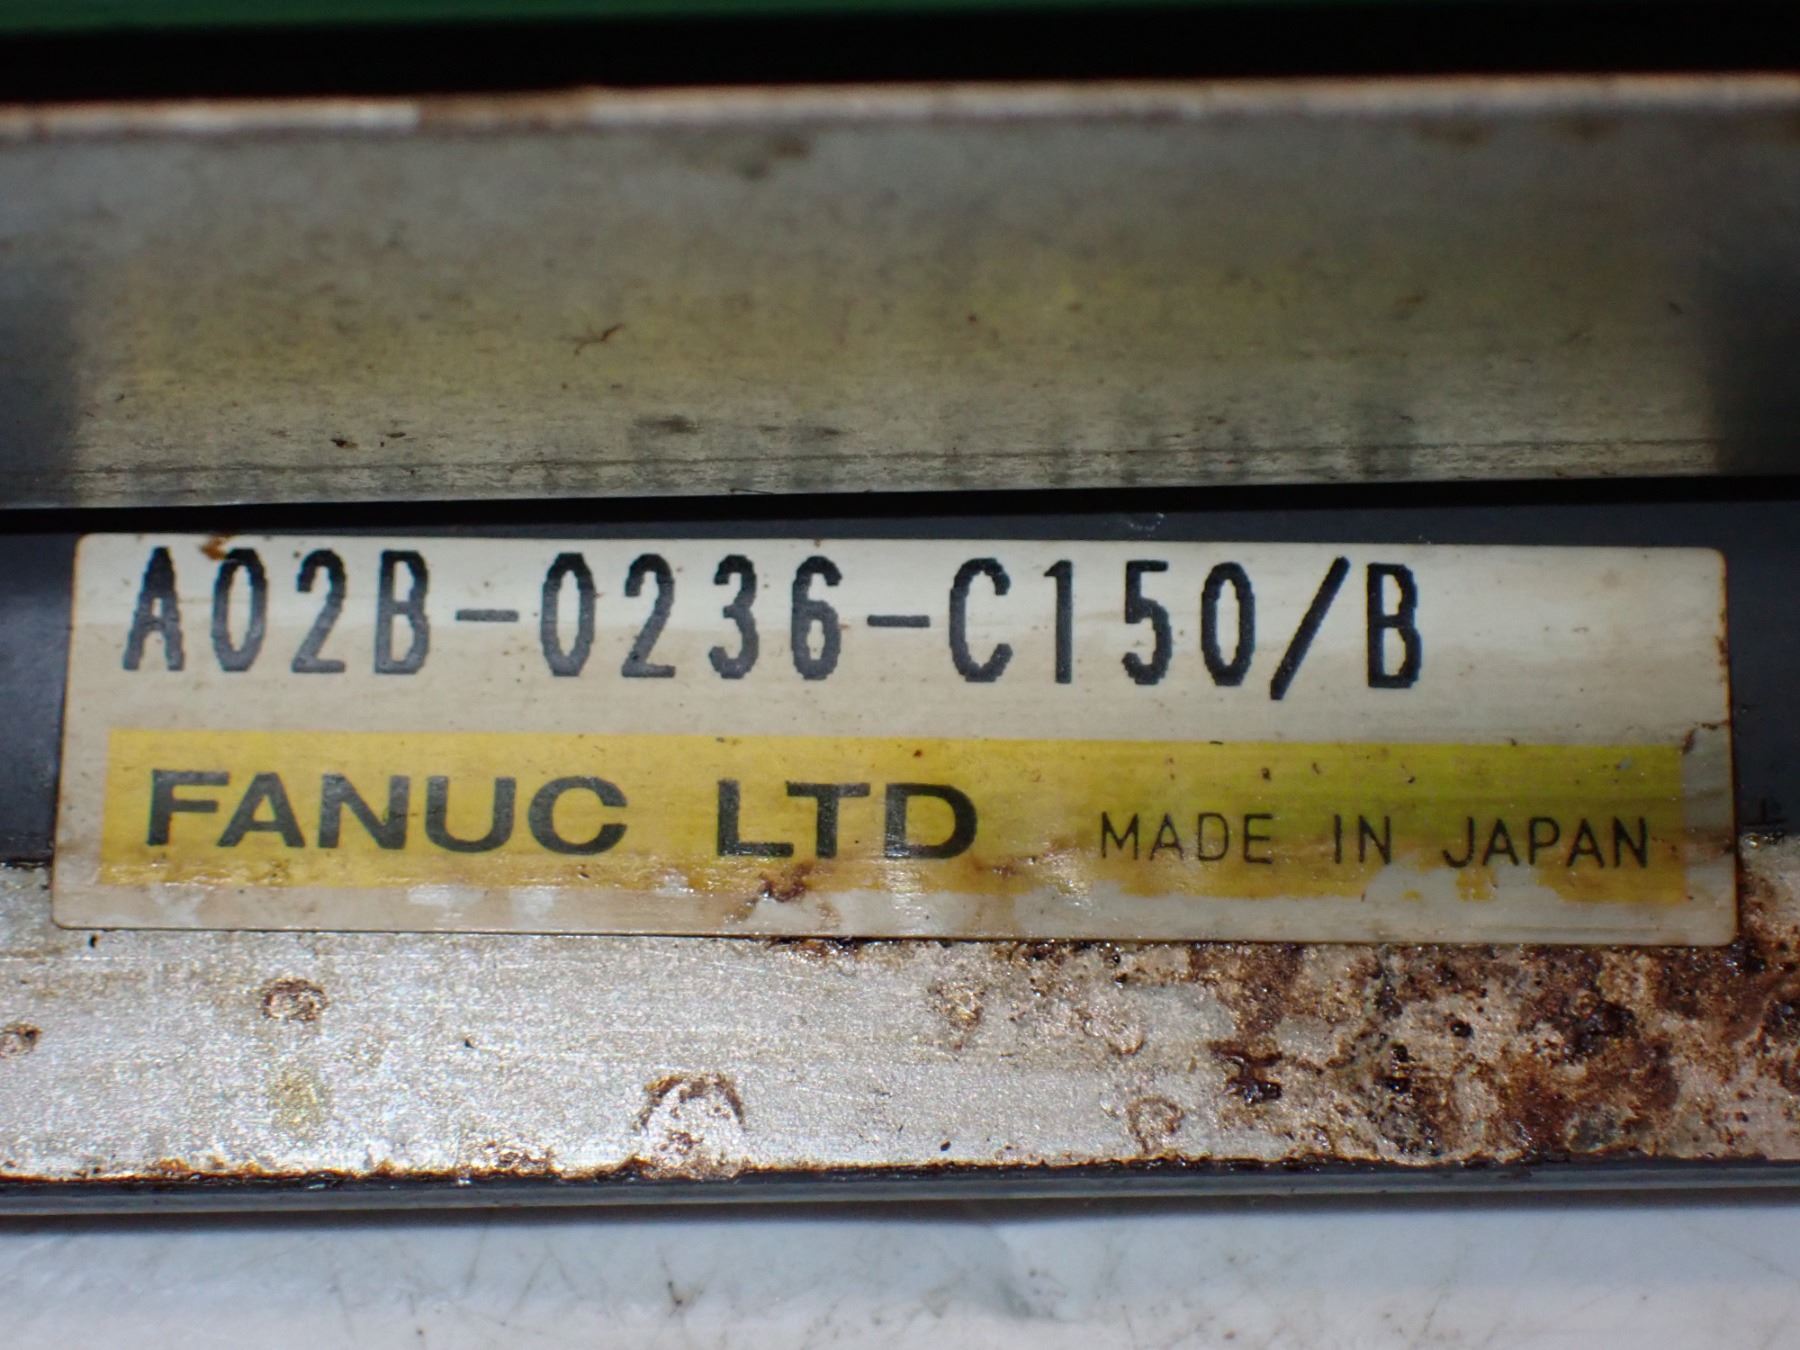 A02B-0236-C150/B
FANUC LTD MADE IN JAPAN